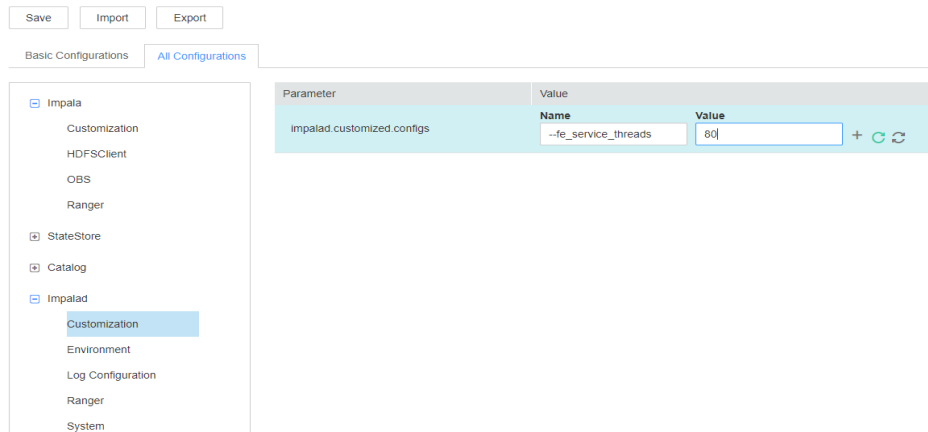 Save Import Export
Basic Configurations All Configurations
Impala
Customization
HDFSClient
OBS
Ranger
StateStore
Catalog
Impalad
Customization
Environment
Log Configuration
Ranger
System
Parameter Value
Name Value
impalad.customized.configs --fe_service_threads 80